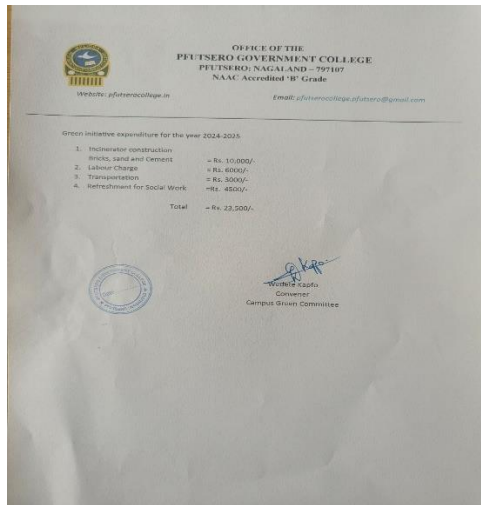 OFFICE OF THE
PFUTSERO GOVERNMENT COLLEGE
PFUTSERO: NAGALAND – 797107
NAAC Accredited 'B' Grade
Website: pfutserocollege.in
Email: pfutserocollege.pfutsero@gmail.com
Green initiative expenditure for the year 2024-2025.
1. Incinerator construction
Bricks, sand and Cement = Rs. 10,000/-
2. Labour Charge = Rs. 6000/-
3. Transportation = Rs. 3000/-
4. Refreshment for Social Work =Rs. 4500/-
Total = Rs. 23,500/-
Kapfo
Convener
Campus Green Committee